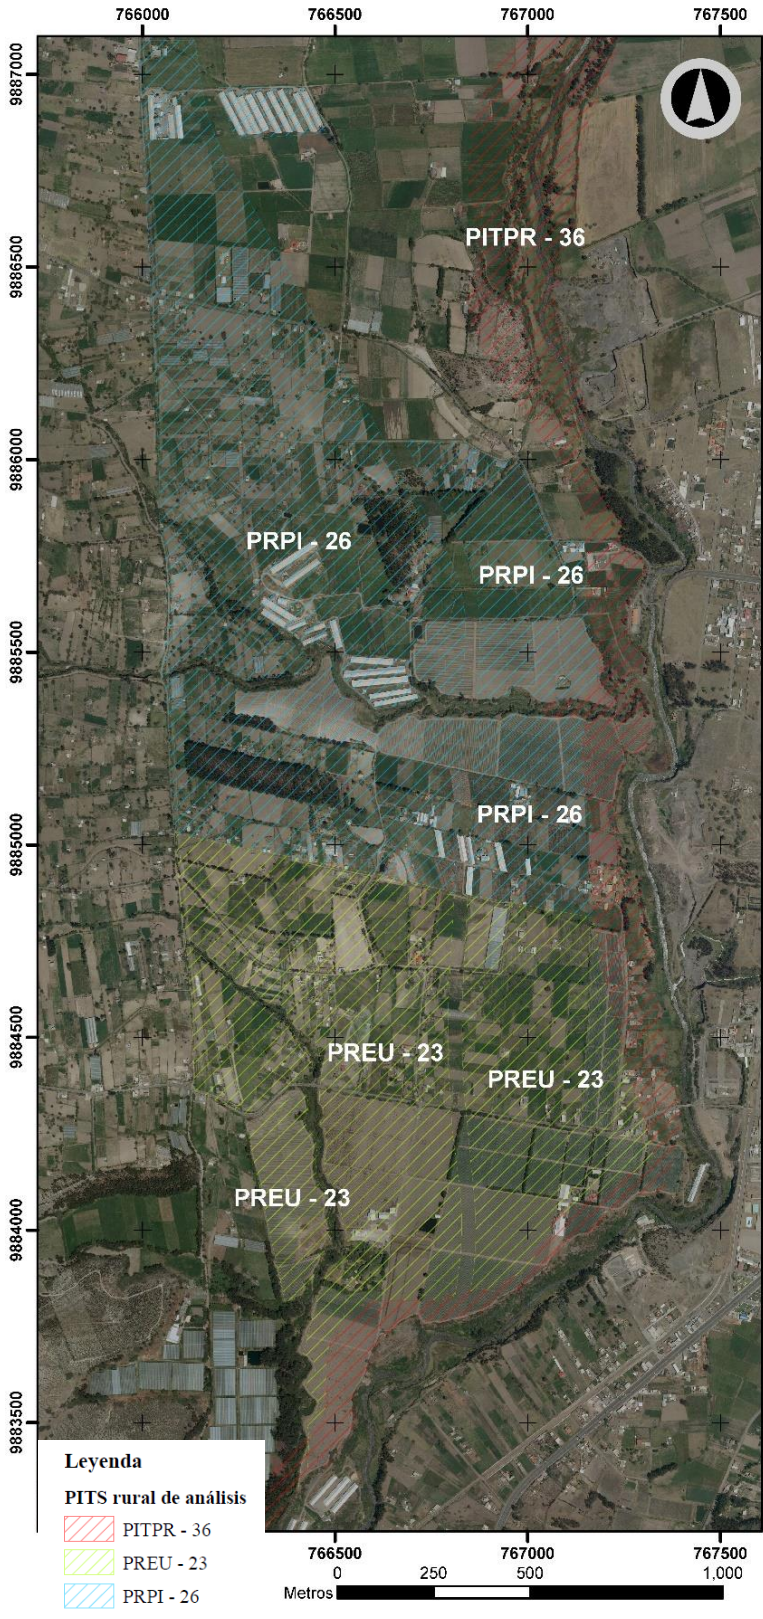 766000 766500 767000 767500
9887000
PITPR - 36
9886500
9886000
PRPI - 26
PRPI - 26
9885500
PRPI - 26
9885000
9884500
PREU - 23
PREU - 23
PREU - 23
9884000
9883500
Leyenda
PITS rural de análisis
PITPR - 36
PREU - 23
PRPI - 26
766500 767000 767500
0 250 500 1,000
Metros